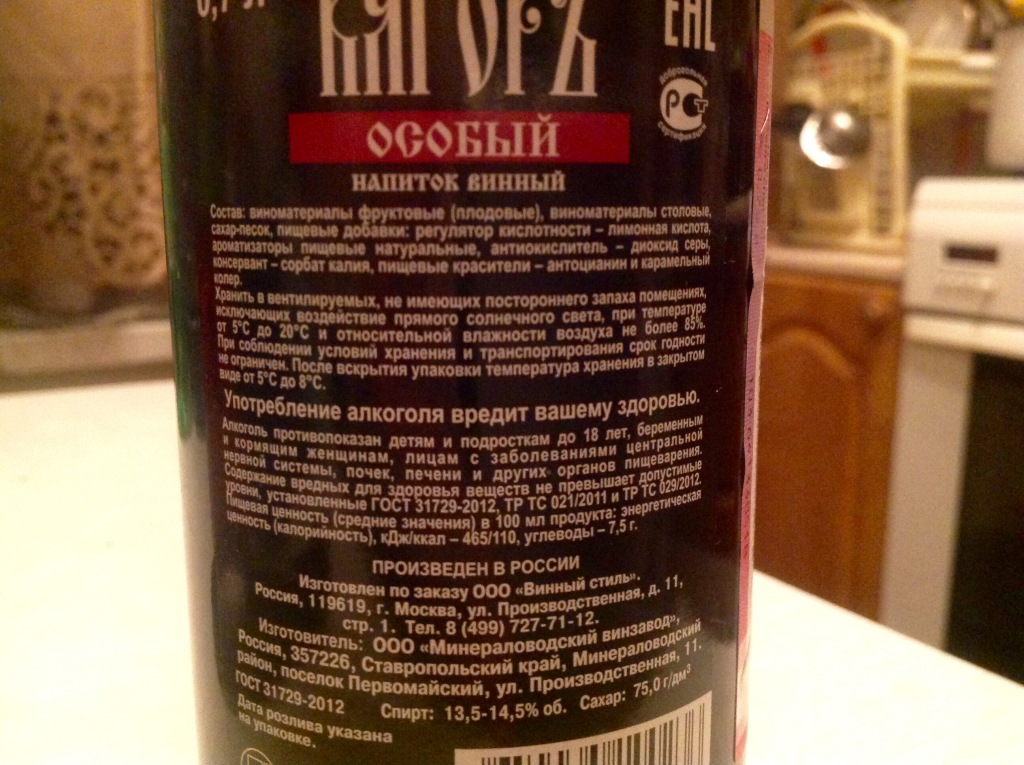 КАГОРЪ
EAC
Добровольная
РСТ
сертификация
ОСОБЫЙ
НАПИТОК ВИННЫЙ
Состав: виноматериалы фруктовые (плодовые), виноматериалы столовые,
сахар-песок, пищевые добавки: регулятор кислотности – лимонная кислота,
ароматизаторы пищевые натуральные, антиокислитель – диоксид серы,
консервант – сорбат калия, пищевые красители – антоцианин и карамельный
колер.
Хранить в вентилируемых, не имеющих постороннего запаха помещениях,
исключающих воздействие прямого солнечного света, при температуре
от 5°С до 20°С и относительной влажности воздуха не более 85%.
При соблюдении условий хранения и транспортирования срок годности
не ограничен. После вскрытия упаковки температура хранения в закрытом
виде от 5°С до 8°С.
Употребление алкоголя вредит вашему здоровью.
Алкоголь противопоказан детям и подросткам до 18 лет, беременным
и кормящим женщинам, лицам с заболеваниями центральной
нервной системы, почек, печени и других органов пищеварения.
Содержание вредных для здоровья веществ не превышает допустимые
уровни, установленные ГОСТ 31729-2012, ТР ТС 021/2011 и ТР ТС 029/2012.
Пищевая ценность (средние значения) в 100 мл продукта: энергетическая
ценность (калорийность), кДж/ккал – 465/110, углеводы – 7,5 г.
ПРОИЗВЕДЕН В РОССИИ
Изготовлен по заказу ООО «Винный стиль».
Россия, 119619, г. Москва, ул. Производственная, д. 11,
стр. 1. Тел. 8 (499) 727-71-12.
Изготовитель: ООО «Минераловодский винзавод»,
Россия, 357226, Ставропольский край, Минераловодский
район, поселок Первомайский, ул. Производственная, 11.
ГОСТ 31729-2012 Спирт: 13,5-14,5% об. Сахар: 75,0 г/дм³
Дата розлива указана
на упаковке.